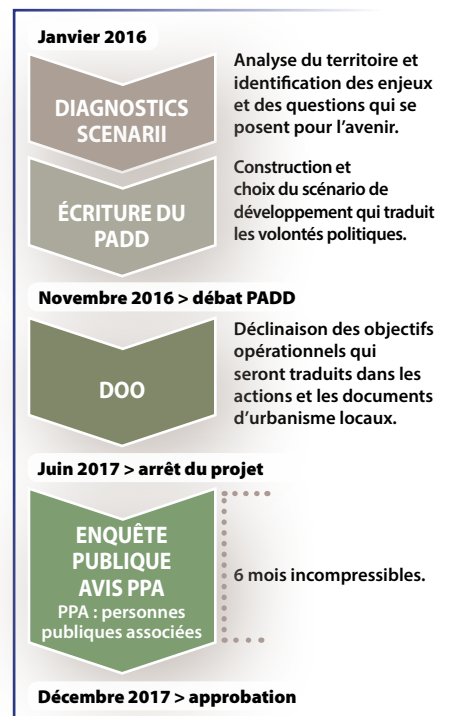 Janvier 2016
DIAGNOSTICS
SCENARII
Analyse du territoire et
identification des enjeux
et des questions qui se
posent pour l’avenir.
ÉCRITURE DU
PADD
Construction et
choix du scénario de
développement qui traduit
les volontés politiques.
Novembre 2016 > débat PADD
DOO
Déclinaison des objectifs
opérationnels qui
seront traduits dans les
actions et les documents
d’urbanisme locaux.
Juin 2017 > arrêt du projet
ENQUÊTE
PUBLIQUE
AVIS PPA
PPA : personnes
publiques associées
6 mois incompressibles.
Décembre 2017 > approbation